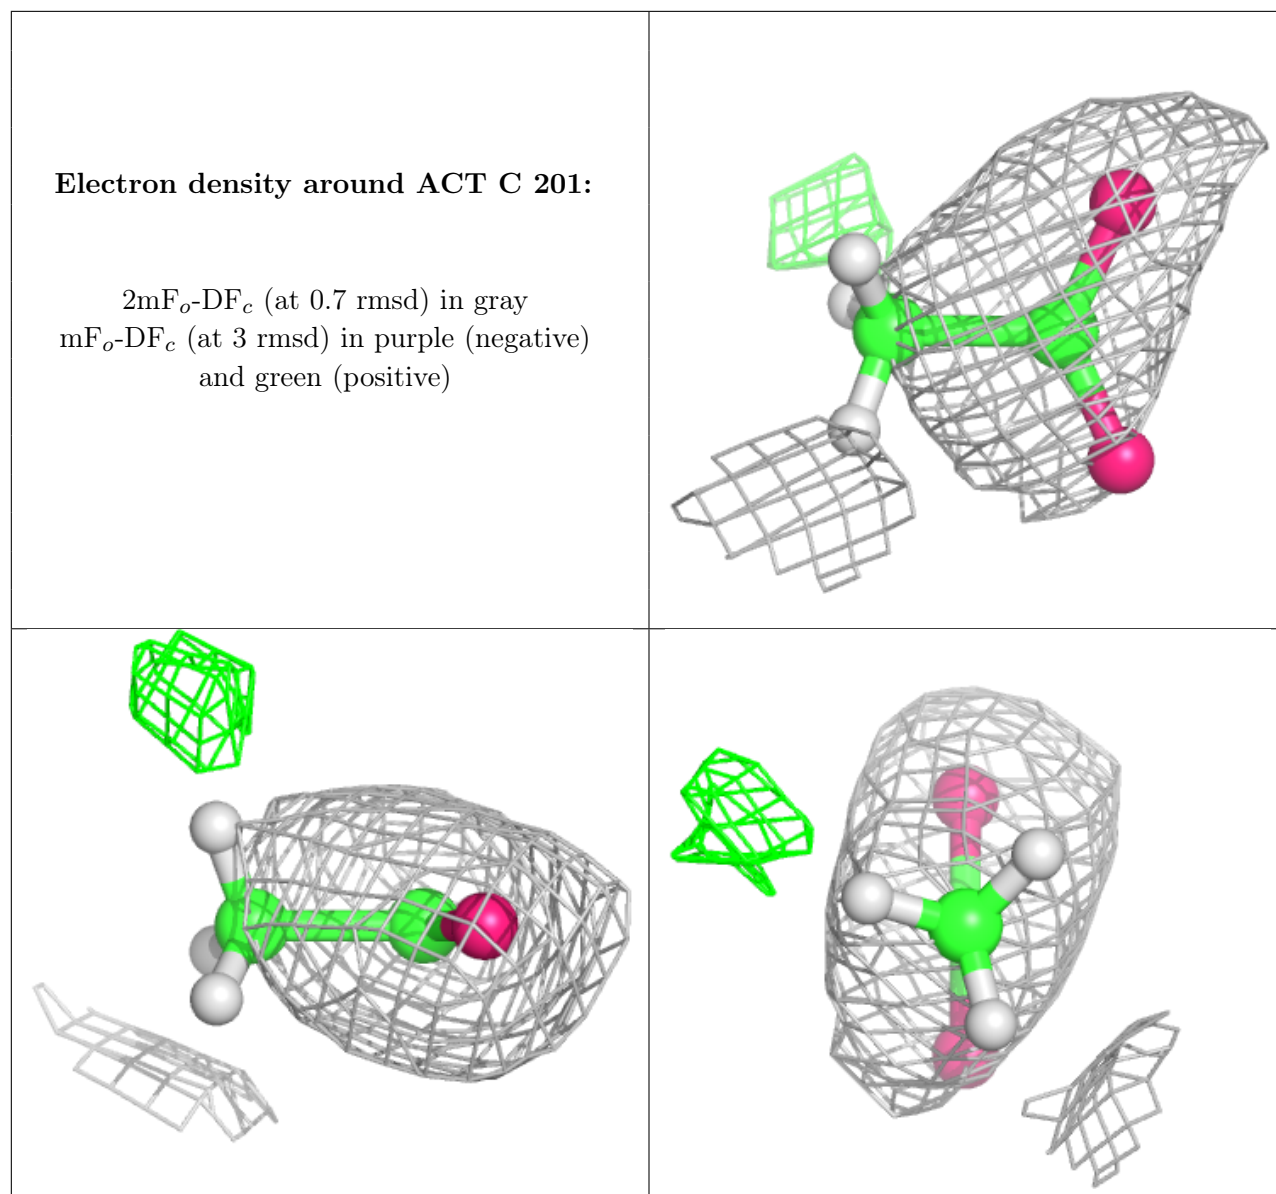 Electron density around ACT C 201:
2mFo-DFc (at 0.7 rmsd) in gray
mFo-DFc (at 3 rmsd) in purple (negative)
and green (positive)